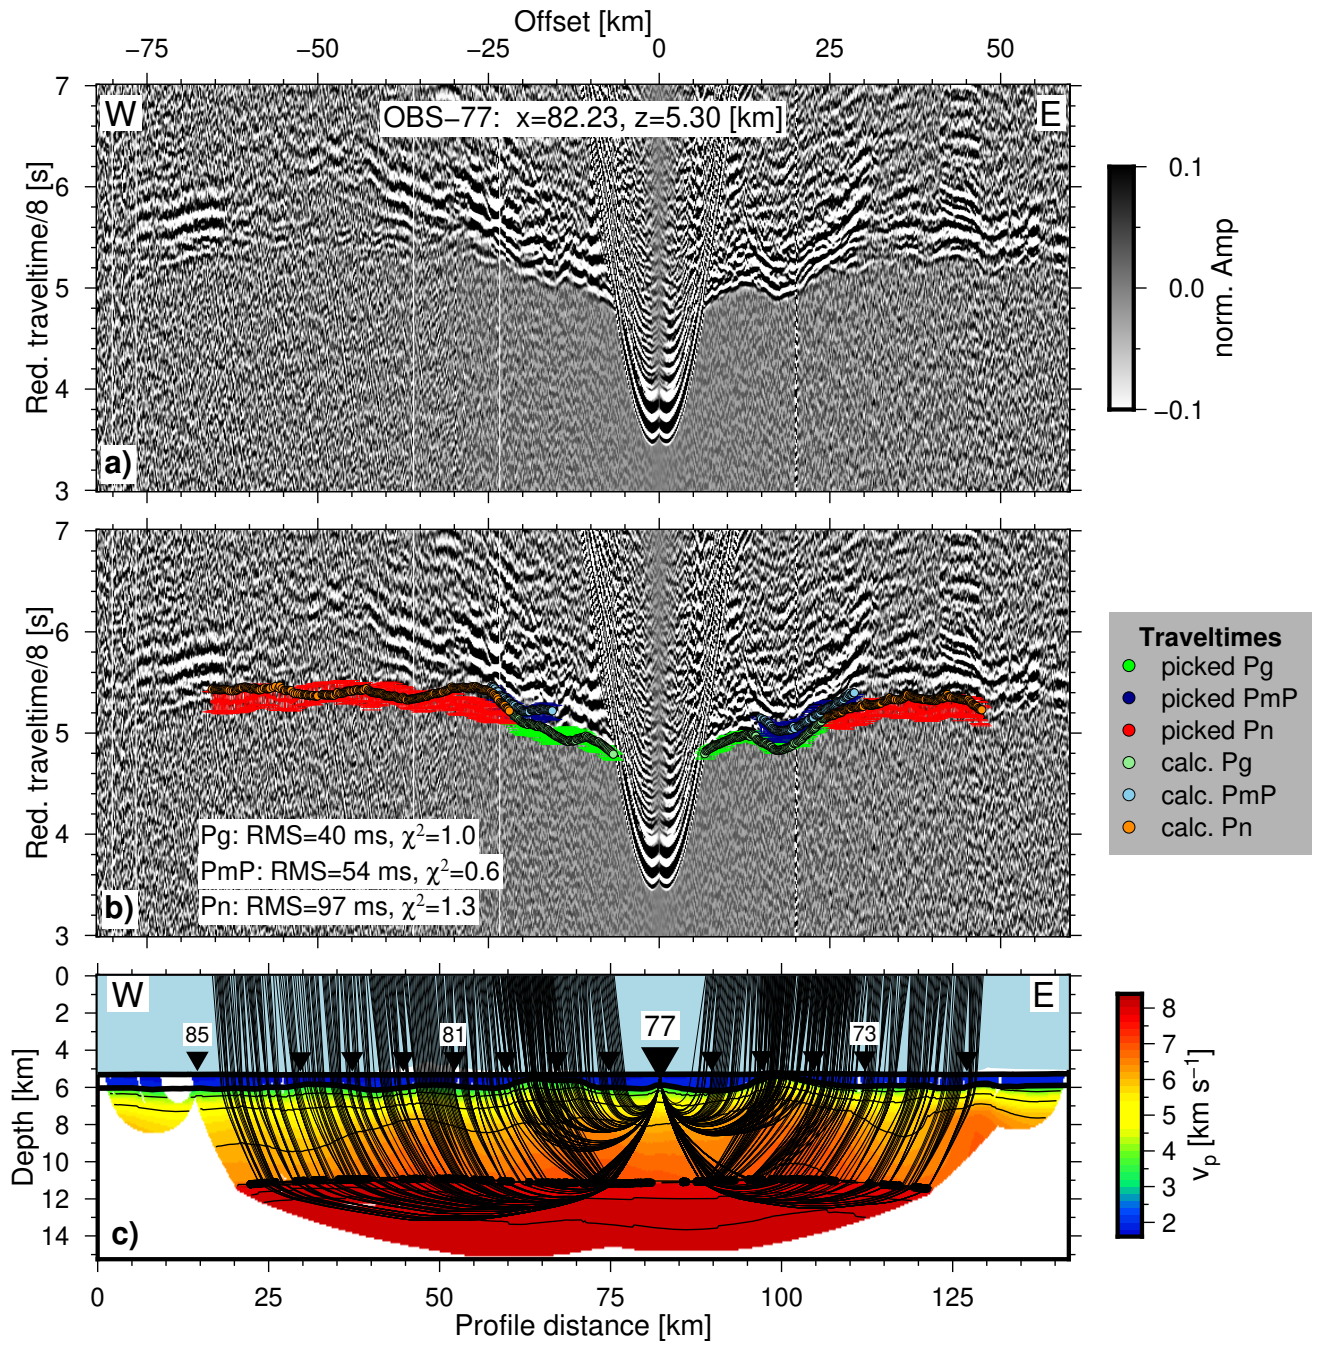 Offset [km]
−75 −50 −25 0 25 50
7
6
5
4
3
Red. traveltime/8 [s]
W
OBS−77: x=82.23, z=5.30 [km]
E
a)
0.1
0.0
−0.1
norm. Amp
7
6
5
4
3
Red. traveltime/8 [s]
Pg: RMS=40 ms, χ²=1.0
PmP: RMS=54 ms, χ²=0.6
Pn: RMS=97 ms, χ²=1.3
b)
Traveltimes
picked Pg
picked PmP
picked Pn
calc. Pg
calc. PmP
calc. Pn
0
2
4
6
8
10
12
14
Depth [km]
W
E
85
81
77
73
c)
8
7
6
5
4
3
2
vp [km s⁻¹]
0 25 50 75 100 125
Profile distance [km]